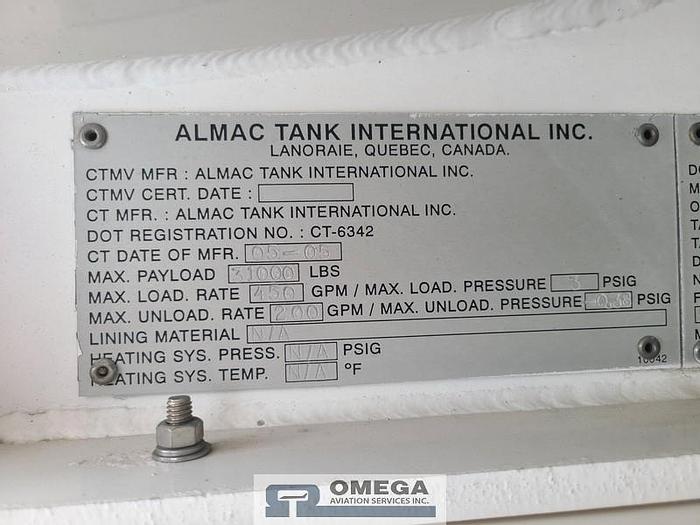 ALMAC TANK INTERNATIONAL INC.
LANORAIE, QUEBEC, CANADA.
CTMV MFR : ALMAC TANK INTERNATIONAL INC.
CTMV CERT. DATE :
CT MFR. : ALMAC TANK INTERNATIONAL INC.
DOT REGISTRATION NO. : CT-6342
CT DATE OF MFR. 05-05
MAX. PAYLOAD 31000 LBS
MAX. LOAD. RATE 450 GPM / MAX. LOAD. PRESSURE 3 PSIG
MAX. UNLOAD. RATE 200 GPM / MAX. UNLOAD. PRESSURE PSIG
LINING MATERIAL N/A
HEATING SYS. PRESS. N/A PSIG
HEATING SYS. TEMP. N/A °F
OMEGA
AVIATION SERVICES INC.